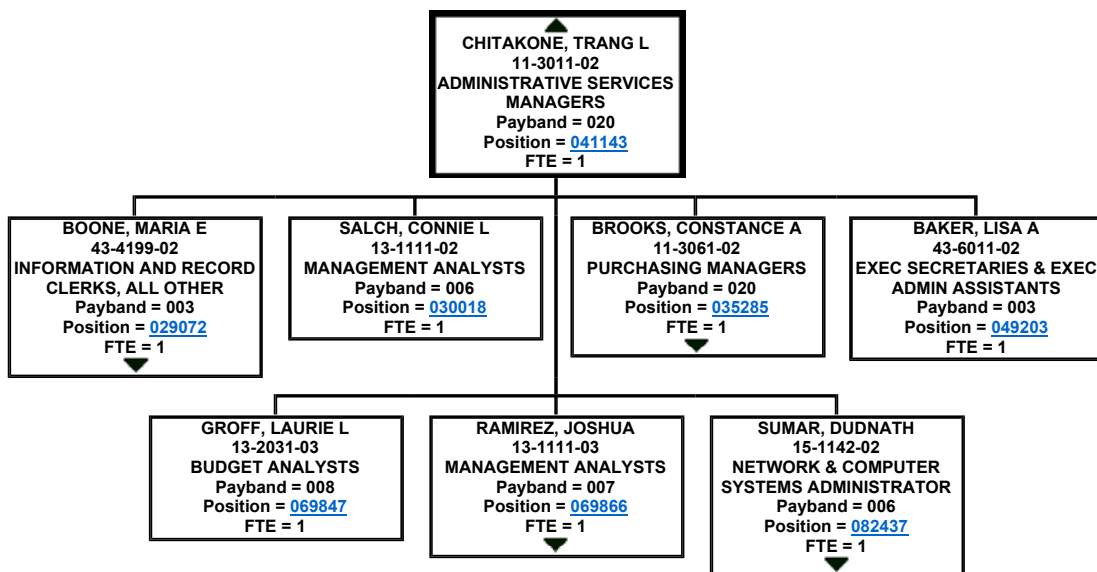 CHITAKONE, TRANG L
11-3011-02
ADMINISTRATIVE SERVICES
MANAGERS
Payband = 020
Position = 041143
FTE = 1
BOONE, MARIA E
43-4199-02
INFORMATION AND RECORD
CLERKS, ALL OTHER
Payband = 003
Position = 029072
FTE = 1
SALCH, CONNIE L
13-1111-02
MANAGEMENT ANALYSTS
Payband = 006
Position = 030018
FTE = 1
BROOKS, CONSTANCE A
11-3061-02
PURCHASING MANAGERS
Payband = 020
Position = 035285
FTE = 1
BAKER, LISA A
43-6011-02
EXEC SECRETARIES & EXEC
ADMIN ASSISTANTS
Payband = 003
Position = 049203
FTE = 1
GROFF, LAURIE L
13-2031-03
BUDGET ANALYSTS
Payband = 008
Position = 069847
FTE = 1
RAMIREZ, JOSHUA
13-1111-03
MANAGEMENT ANALYSTS
Payband = 007
Position = 069866
FTE = 1
SUMAR, DUDNATH
15-1142-02
NETWORK & COMPUTER
SYSTEMS ADMINISTRATOR
Payband = 006
Position = 082437
FTE = 1